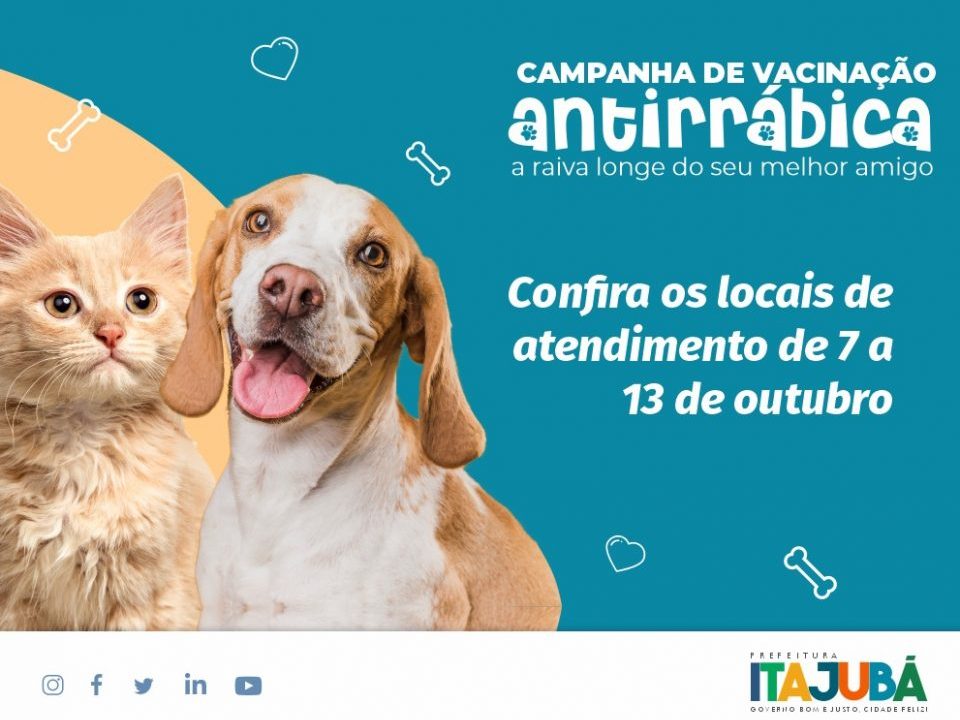 CAMPANHA DE VACINAÇÃO
antirrábica
a raiva longe do seu melhor amigo
Confira os locais de
atendimento de 7 a
13 de outubro
PREFEITURA
ITAJUBÁ
GOVERNO BOM E JUSTO, CIDADE FELIZ!